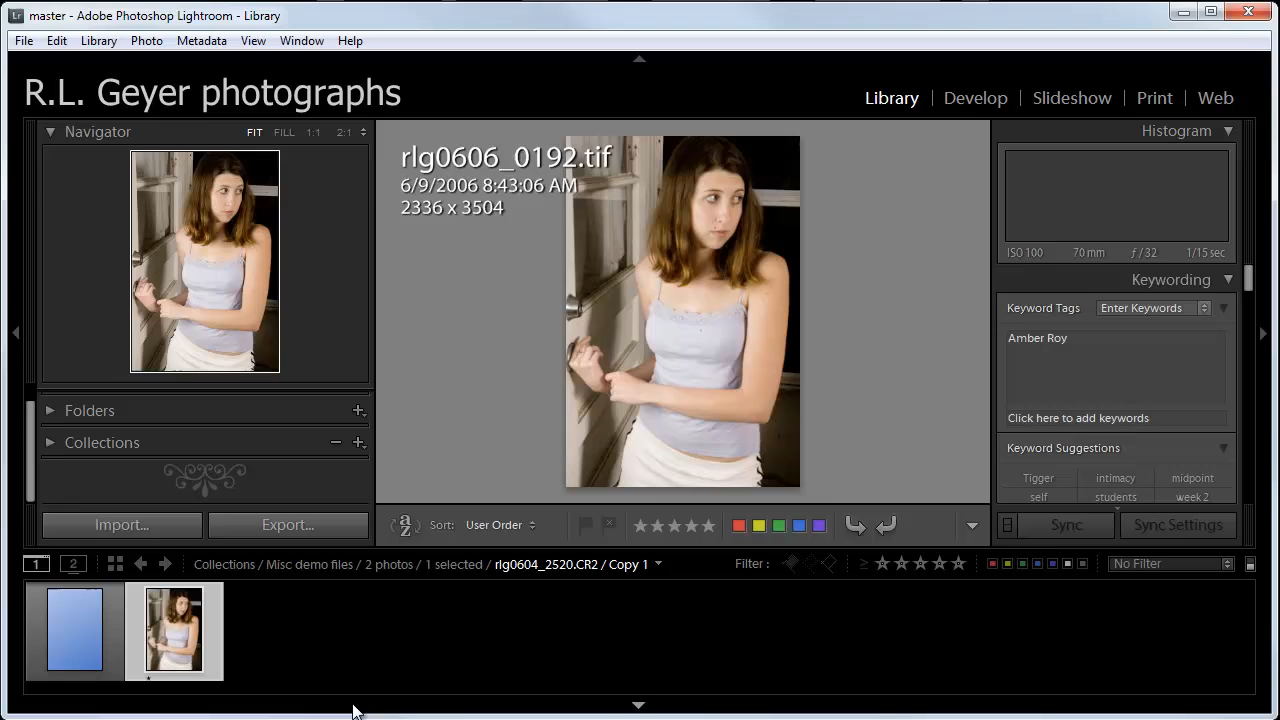 master - Adobe Photoshop Lightroom - Library
File Edit Library Photo Metadata View Window Help
R.L. Geyer photographs
Library | Develop | Slideshow | Print | Web
Navigator FIT FILL 1:1 2:1
Histogram
rlg0606_0192.tif
6/9/2006 8:43:06 AM
2336 x 3504
ISO 100 70 mm ƒ / 32 1/15 sec
Keywording
Keyword Tags Enter Keywords
Amber Roy
Click here to add keywords
Keyword Suggestions
Tigger intimacy midpoint
self students week 2
Folders
Collections
Import... Export...
Sort: User Order
Sync Sync Settings
1 2 Collections / Misc demo files / 2 photos / 1 selected / rlg0604_2520.CR2 / Copy 1
Filter : ≥ No Filter